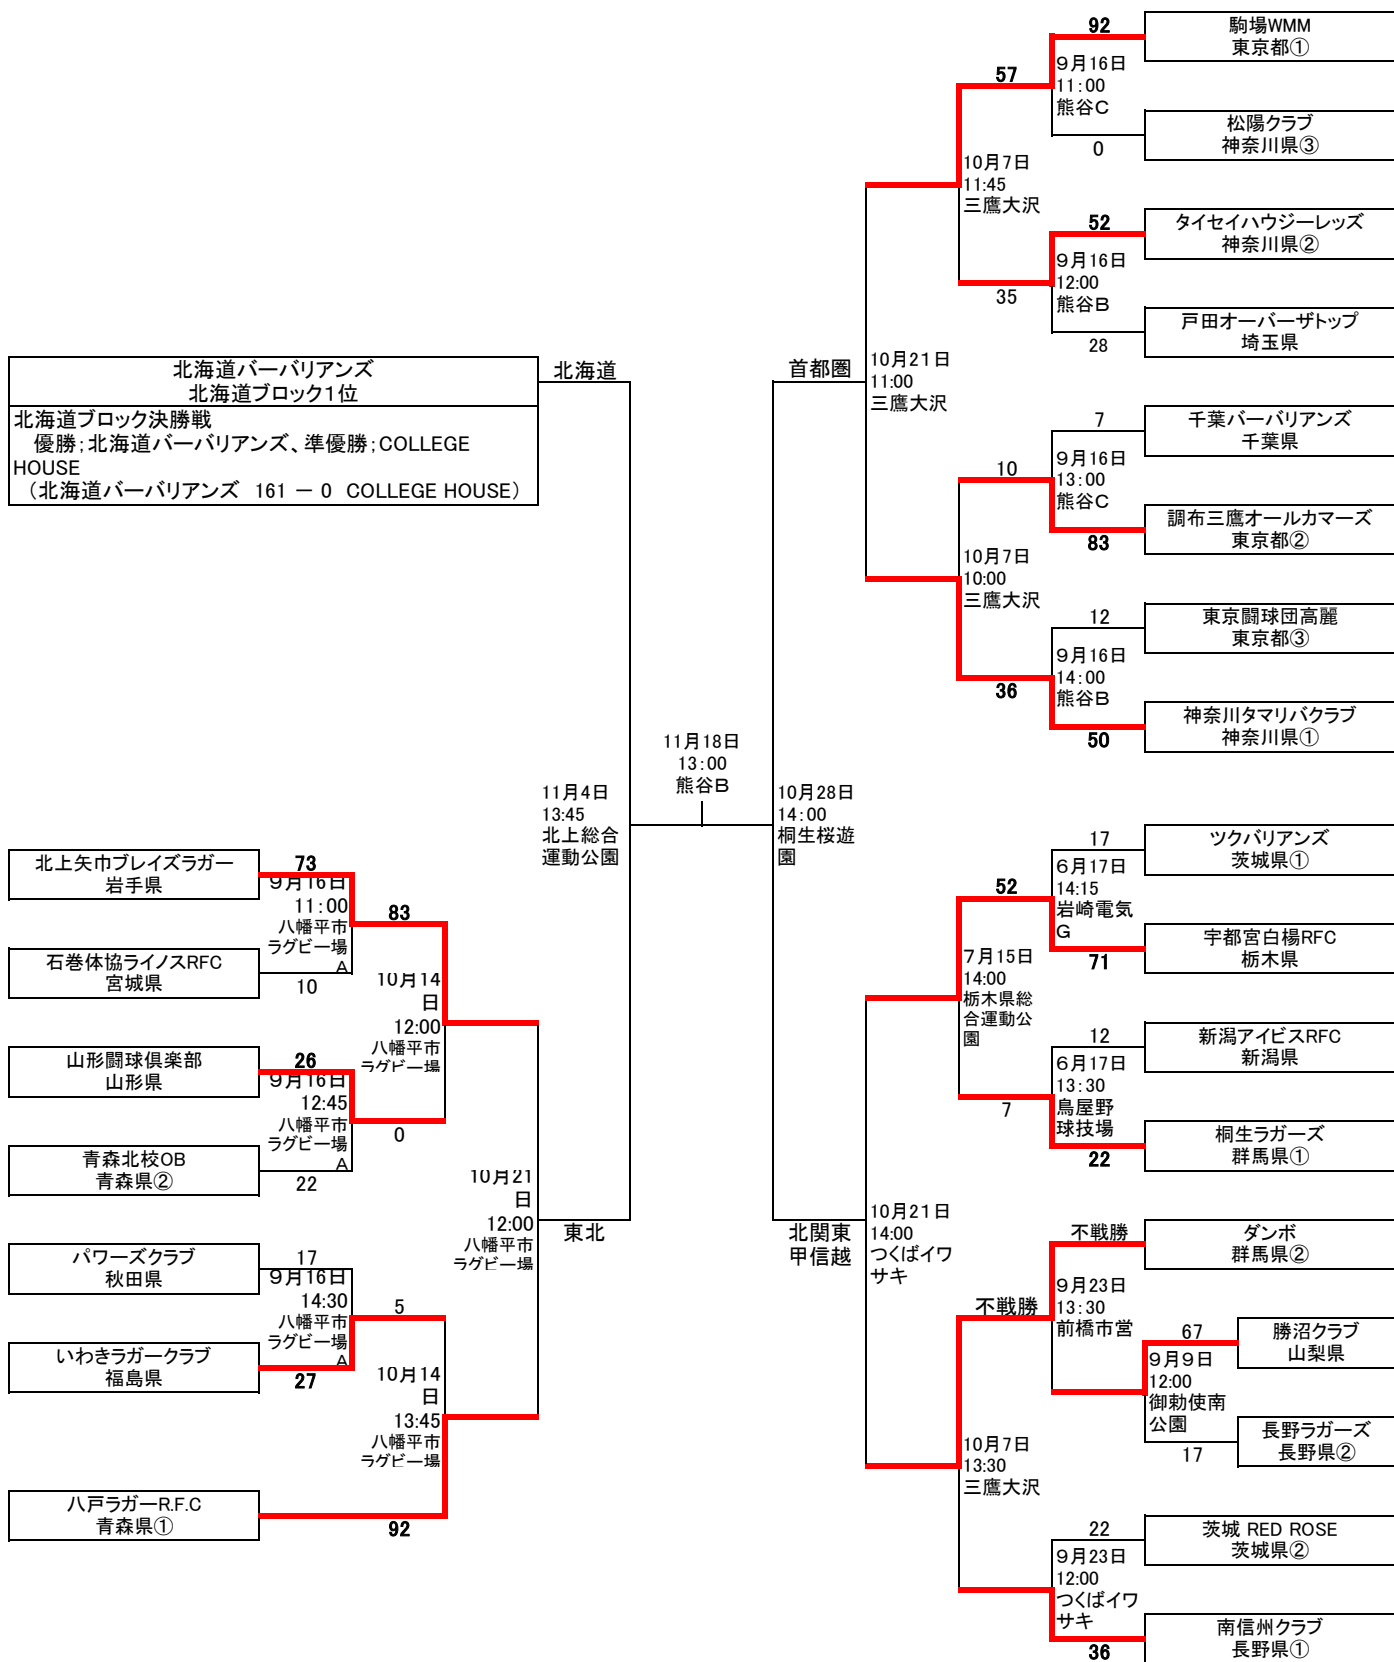 92
駒場WMM
東京都①
57
9月16日
11:00
熊谷C
松陽クラブ
神奈川県③
0
10月7日
11:45
三鷹大沢
52
タイセイハウジーレッズ
神奈川県②
9月16日
12:00
熊谷B
35
戸田オーバーザトップ
埼玉県
28
北海道バーバリアンズ
北海道ブロック1位
北海道
北海道ブロック決勝戦
優勝;北海道バーバリアンズ、準優勝;COLLEGE
HOUSE
(北海道バーバリアンズ 161 - 0 COLLEGE HOUSE)
首都圏
10月21日
11:00
三鷹大沢
7
千葉バーバリアンズ
千葉県
10
9月16日
13:00
熊谷C
調布三鷹オールカマーズ
東京都②
83
10月7日
10:00
三鷹大沢
12
東京闘球団高麗
東京都③
9月16日
14:00
熊谷B
36
神奈川タマリバクラブ
神奈川県①
50
11月18日
13:00
熊谷B
11月4日
13:45
北上総合
運動公園
10月28日
14:00
桐生桜遊
園
北上矢巾ブレイズラガー
岩手県
73
9月16日
11:00
八幡平市
ラグビー場
A
83
石巻体協ライノスRFC
宮城県
10
10月14
日
12:00
八幡平市
ラグビー場
山形闘球倶楽部
山形県
26
9月16日
12:45
八幡平市
ラグビー場
A
0
青森北校OB
青森県②
22
10月21
日
12:00
八幡平市
ラグビー場
東北
パワーズクラブ
秋田県
17
9月16日
14:30
八幡平市
ラグビー場
A
5
いわきラガークラブ
福島県
27
10月14
日
13:45
八幡平市
ラグビー場
八戸ラガーR.F.C
青森県①
92
17
ツクバリアンズ
茨城県①
52
6月17日
14:15
岩崎電気
G
宇都宮白楊RFC
栃木県
71
7月15日
14:00
栃木県総
合運動公
園
12
新潟アイビスRFC
新潟県
6月17日
13:30
鳥屋野
球技場
7
桐生ラガーズ
群馬県①
22
北関東
甲信越
10月21日
14:00
つくばイワ
サキ
不戦勝
ダンボ
群馬県②
不戦勝
9月23日
13:30
前橋市営
67
勝沼クラブ
山梨県
9月9日
12:00
御勅使南
公園
長野ラガーズ
長野県②
17
10月7日
13:30
三鷹大沢
22
茨城 RED ROSE
茨城県②
9月23日
12:00
つくばイワ
サキ
南信州クラブ
長野県①
36